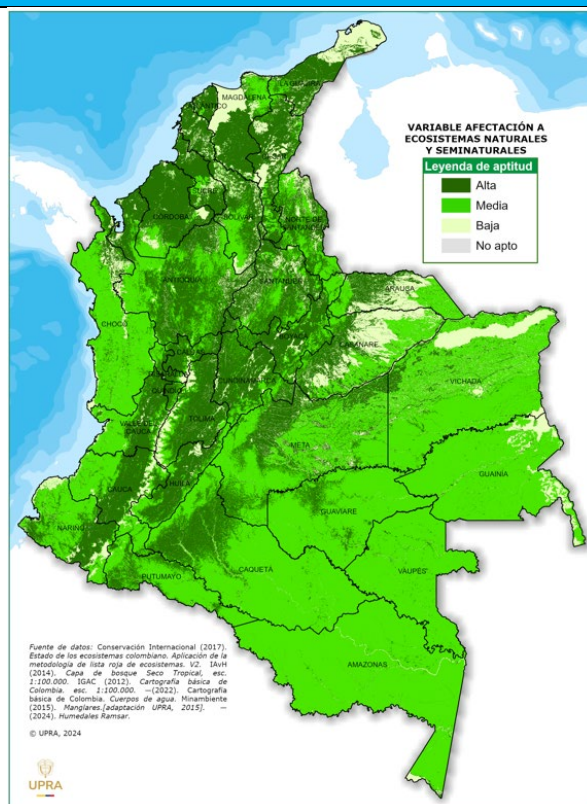 VARIABLE AFECTACIÓN A
ECOSISTEMAS NATURALES
Y SEMINATURALES
Leyenda de aptitud
Alta
Media
Baja
No apto
MAGDALENA
CÓRDOBA
BOLÍVAR
NORTE DE
SANTANDER
ANTIOQUIA
SANTANDER
ARAUCA
CHOCÓ
CASANARE
VICHADA
CUNDINAMARCA
TOLIMA
VALLE DEL
CAUCA
META
GUAINÍA
HUILA
CAUCA
GUAVIARE
NARIÑO
VAUPÉS
PUTUMAYO
CAQUETÁ
AMAZONAS
Fuente de datos: Conservación Internacional (2017).
Estado de los ecosistemas colombiano. Aplicación de la
metodología de lista roja de ecosistemas. V2. IAvH
(2014). Capa de bosque Seco Tropical, esc.
1:100.000. IGAC (2012). Cartografía básica de
Colombia. esc. 1:100.000. —(2022). Cartografía
básica de Colombia. Cuerpos de agua. Minambiente
(2015). Manglares.[adaptación UPRA, 2015]. —
(2024). Humedales Ramsar.
© UPRA, 2024
UPRA